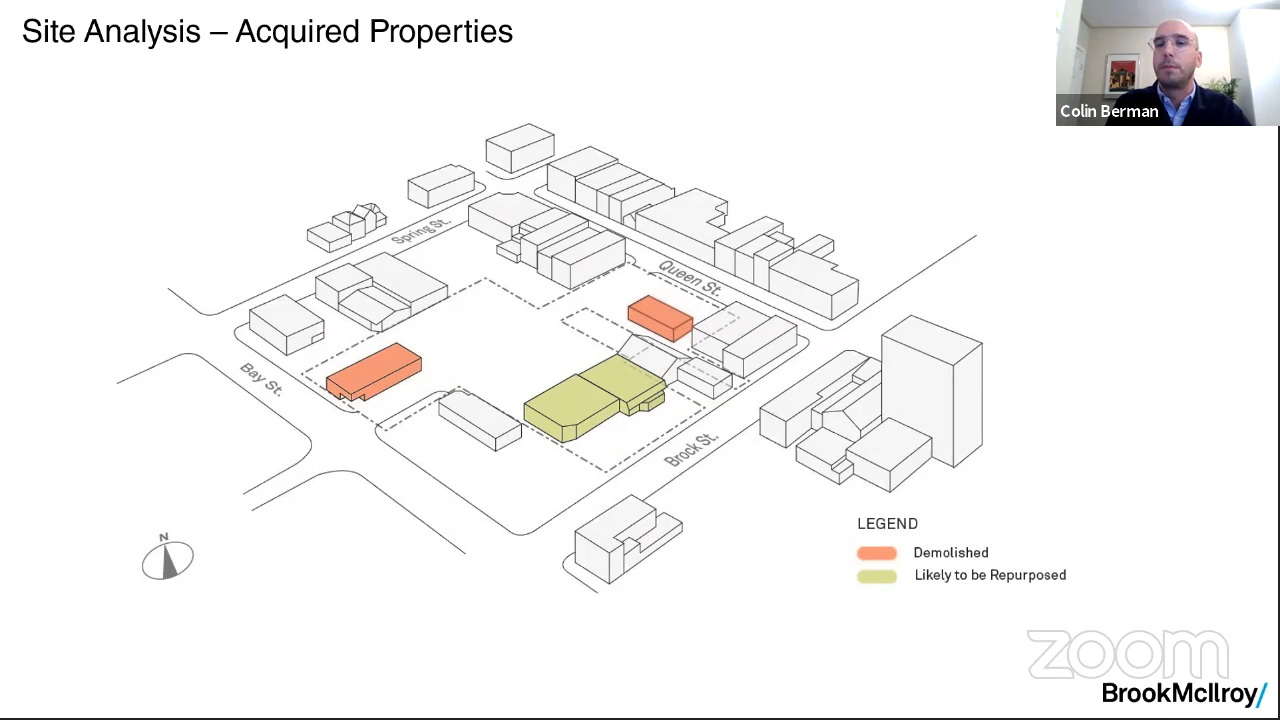 Site Analysis – Acquired Properties
Colin Berman
Spring St.
Queen St.
Bay St.
Brock St.
N
LEGEND
Demolished
Likely to be Repurposed
zoom
BrookMcIlroy/